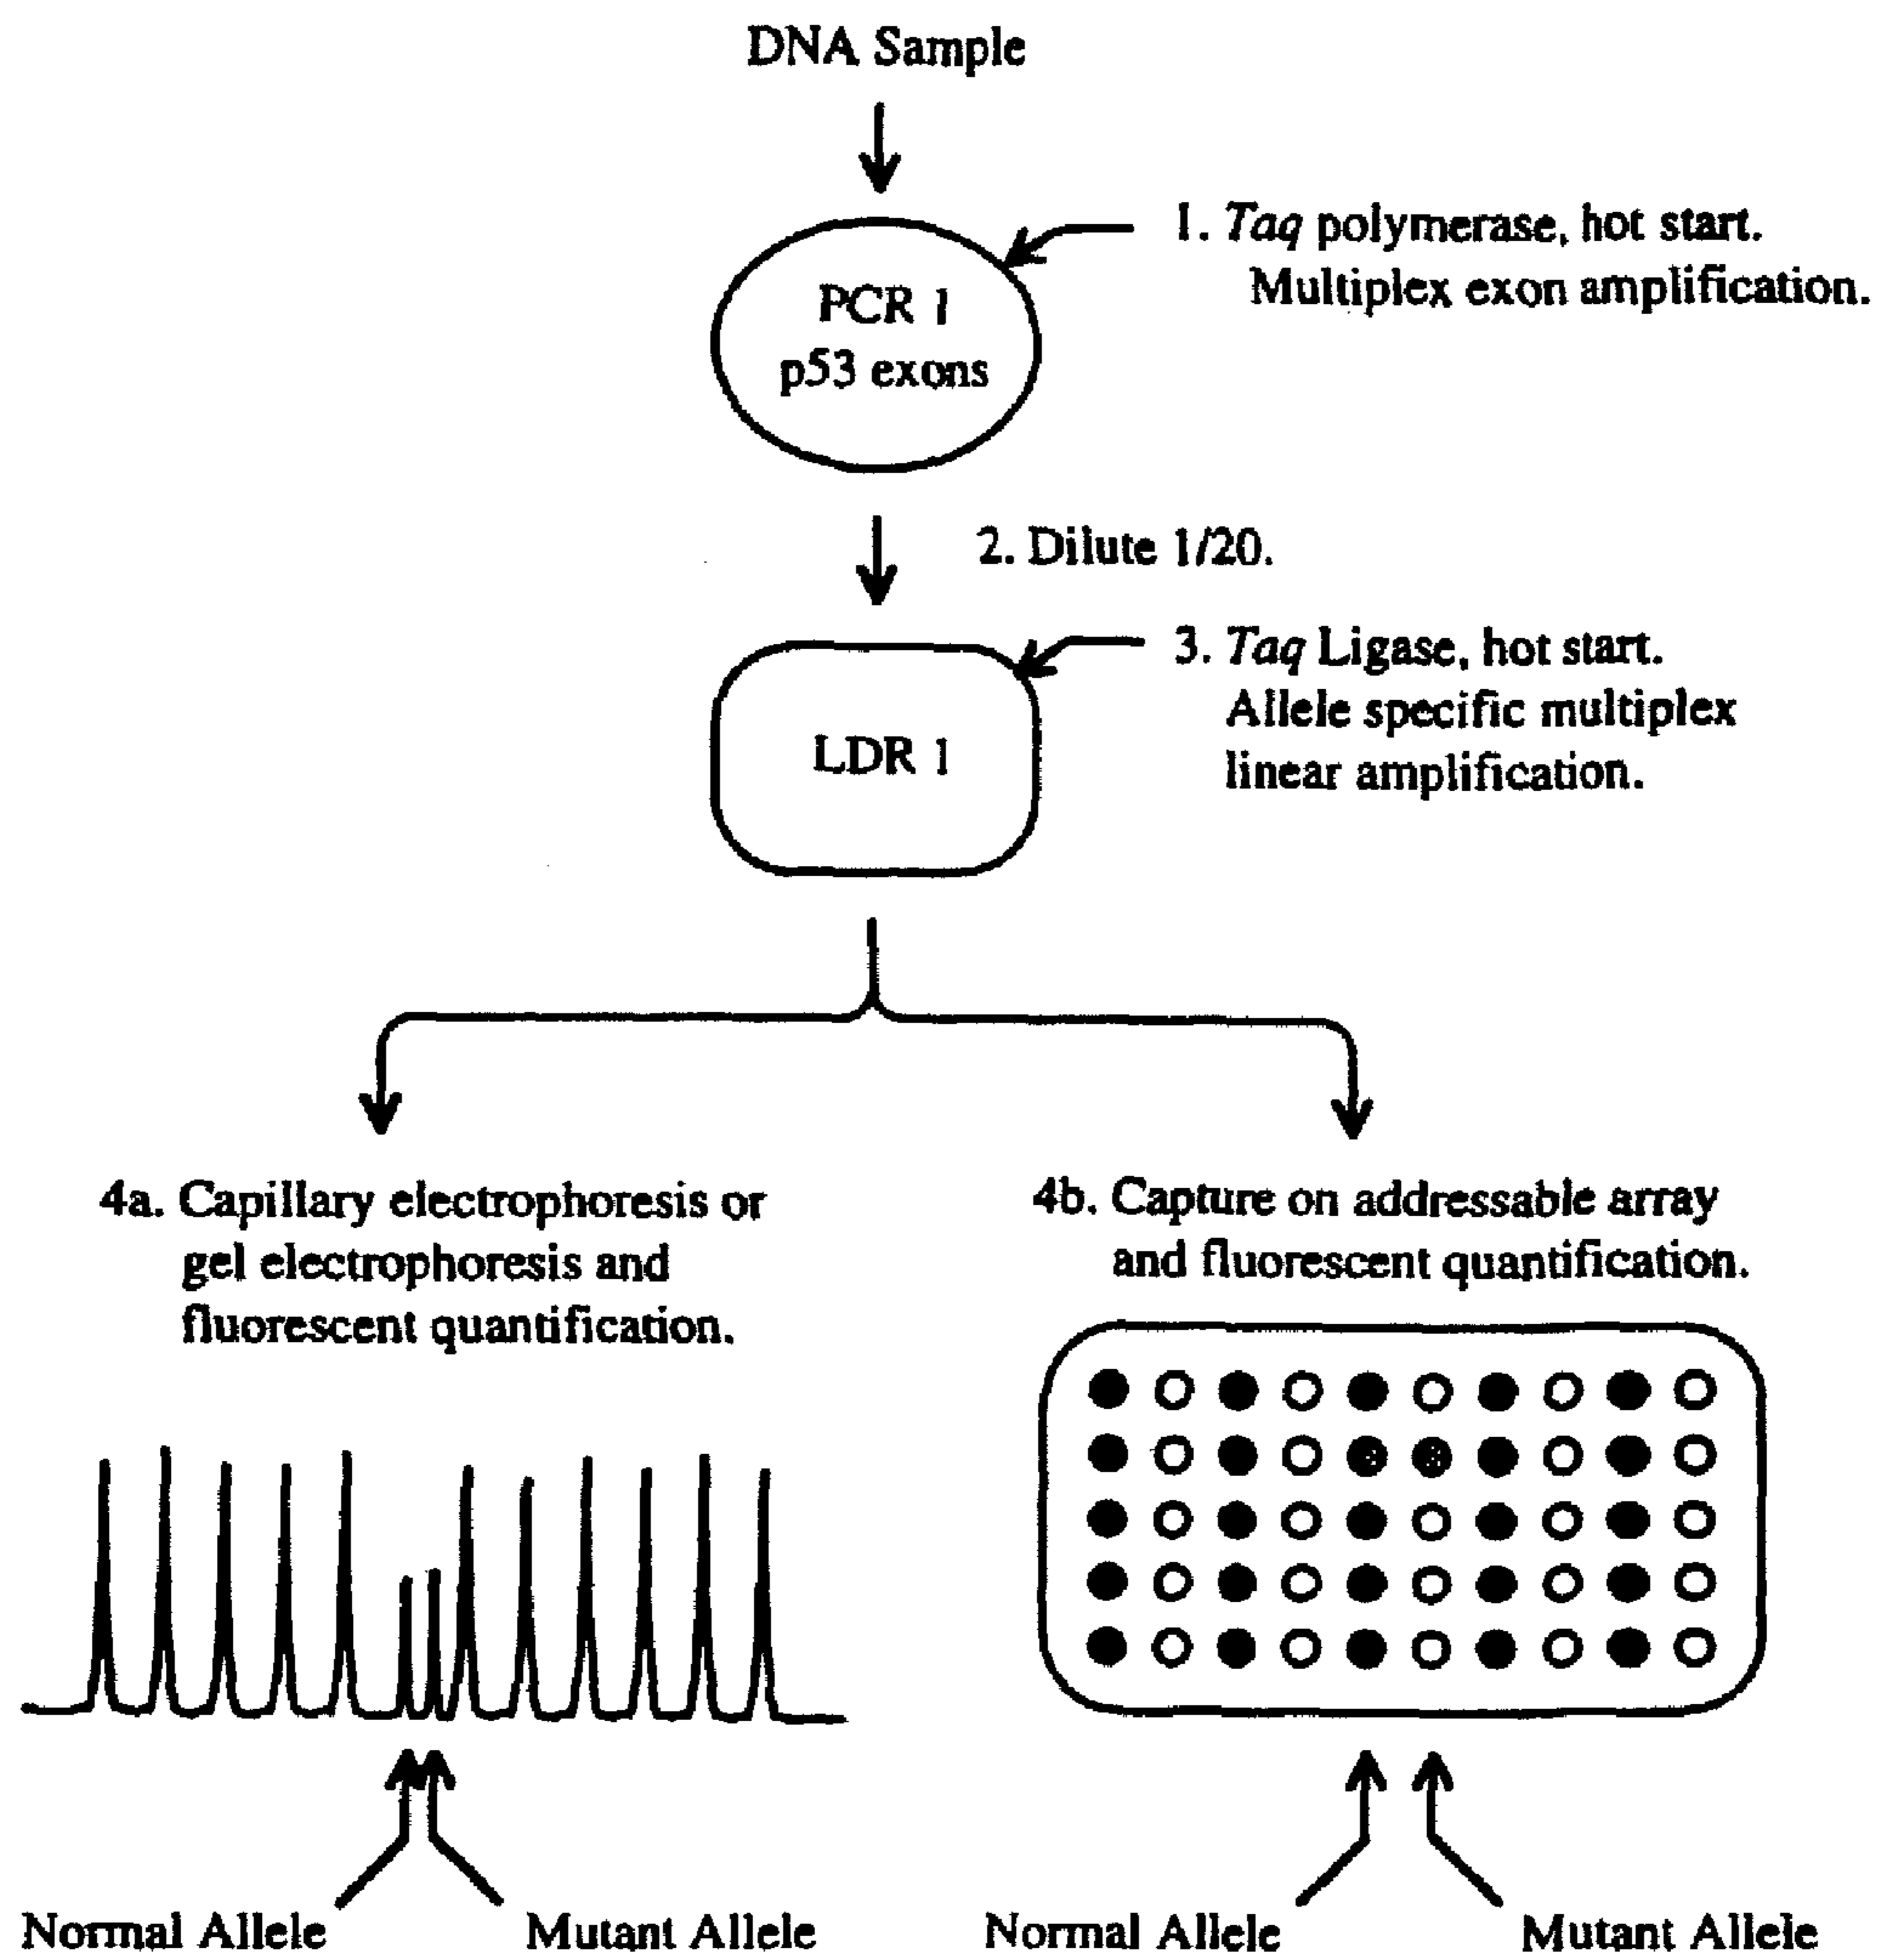 DNA Sample
1. Taq polymerase, hot start.
Multiplex exon amplification.
PCR 1
p53 exons
2. Dilute 1/20.
3. Taq Ligase, hot start.
Allele specific multiplex
linear amplification.
LDR 1
4a. Capillary electrophoresis or
gel electrophoresis and
fluorescent quantification.
4b. Capture on addressable array
and fluorescent quantification.
Normal Allele
Mutant Allele
Normal Allele
Mutant Allele